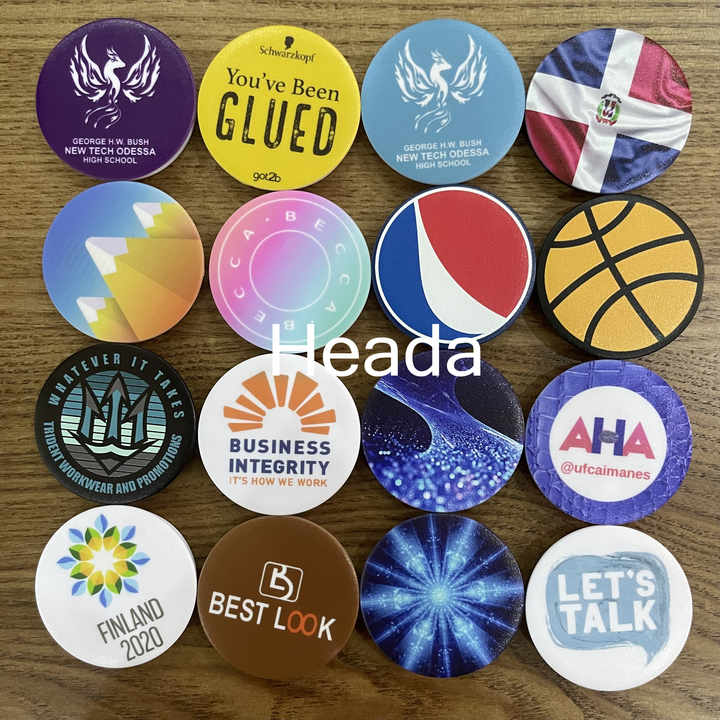 GEORGE H.W. BUSH
NEW TECH ODESSA
HIGH SCHOOL
Schwarzkopf
You've Been
GLUED
got2b
GEORGE H.W. BUSH
NEW TECH ODESSA
HIGH SCHOOL
BECCA · BECCA ·
Heada
WHATEVER IT TAKES
TRIDENT WORKWEAR AND PROMOTIONS
BUSINESS
INTEGRITY
IT'S HOW WE WORK
AHA
@ufcaimanes
FINLAND
2020
B
BEST LOOK
LET'S
TALK